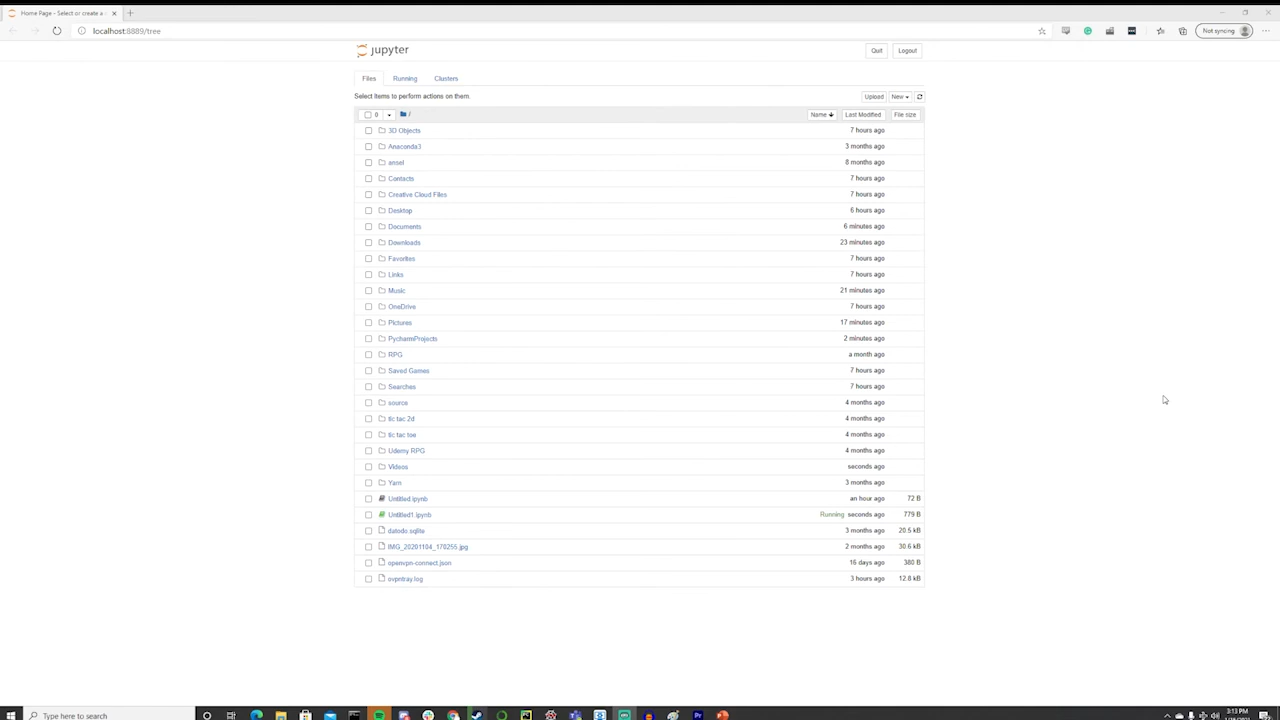 Home Page - Select or create a
localhost:8889/tree
Not syncing
jupyter
Quit
Logout
Files
Running
Clusters
Select items to perform actions on them.
Upload
New
0
/
Name
Last Modified
File size
3D Objects
7 hours ago
Anaconda3
3 months ago
ansel
8 months ago
Contacts
7 hours ago
Creative Cloud Files
7 hours ago
Desktop
6 hours ago
Documents
6 minutes ago
Downloads
23 minutes ago
Favorites
7 hours ago
Links
7 hours ago
Music
21 minutes ago
OneDrive
7 hours ago
Pictures
17 minutes ago
PycharmProjects
2 minutes ago
RPG
a month ago
Saved Games
7 hours ago
Searches
7 hours ago
source
4 months ago
tic tac 2d
4 months ago
tic tac toe
4 months ago
Udemy RPG
4 months ago
Videos
seconds ago
Yarn
3 months ago
Untitled.ipynb
an hour ago 72 B
Untitled1.ipynb
Running seconds ago 779 B
datodo.sqlite
3 months ago 20.5 kB
IMG_20201104_170255.jpg
2 months ago 30.6 kB
openvpn-connect.json
16 days ago 380 B
ovpntray.log
3 hours ago 12.8 kB
Type here to search
3:13 PM